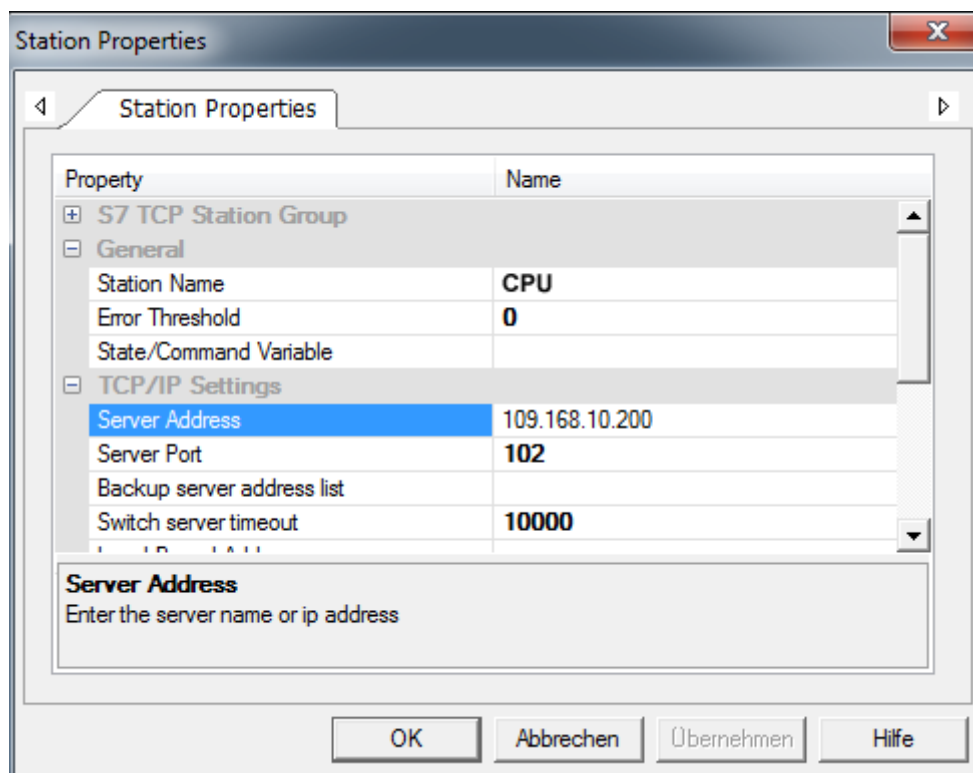 Station Properties
Station Properties
Property Name
S7 TCP Station Group
General
Station Name CPU
Error Threshold 0
State/Command Variable
TCP/IP Settings
Server Address 109.168.10.200
Server Port 102
Backup server address list
Switch server timeout 10000
Server Address
Enter the server name or ip address
OK Abbrechen Übernehmen Hilfe